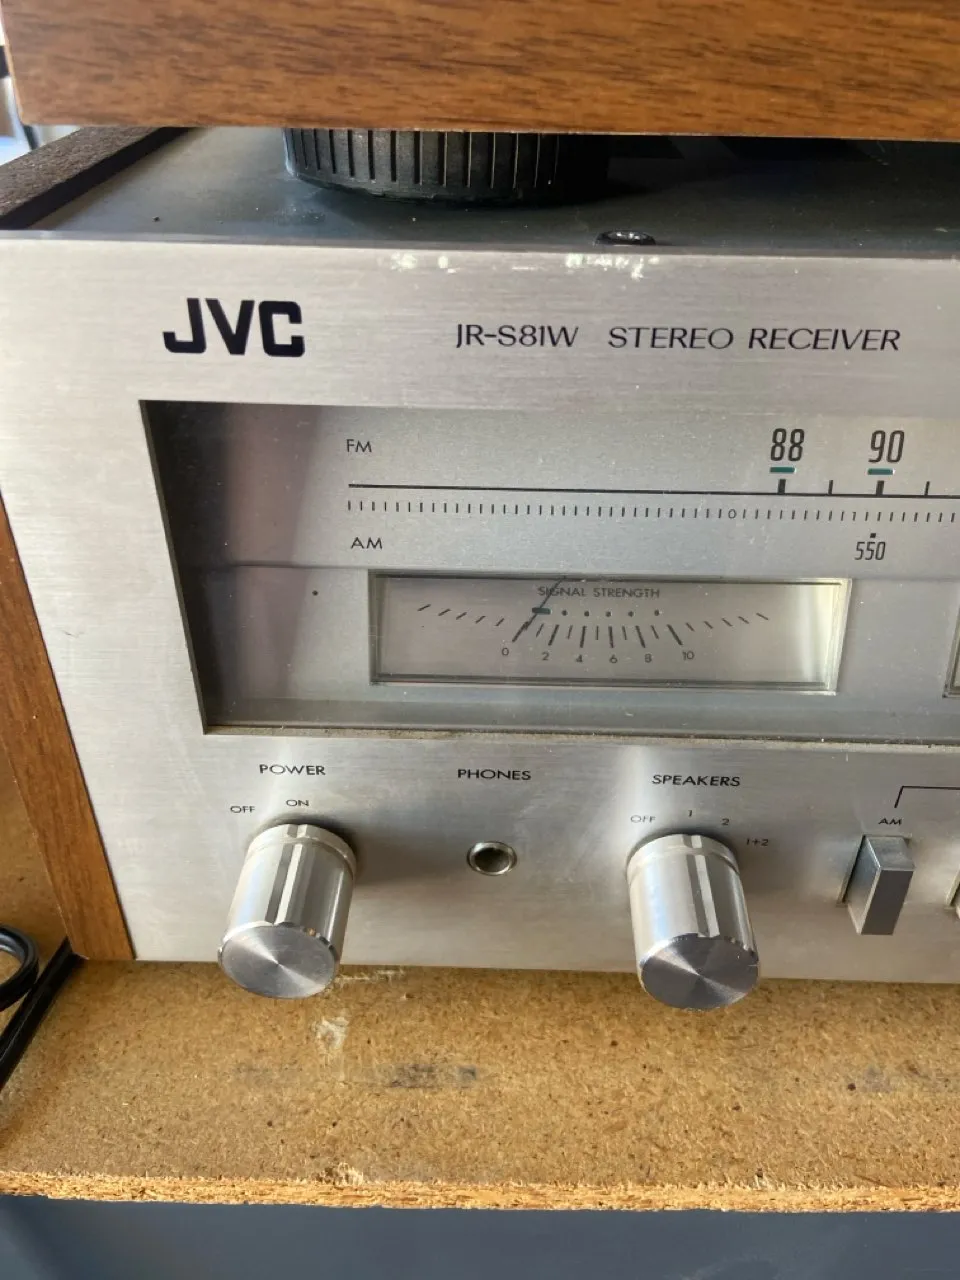 JVC
JR-S81W STEREO RECEIVER
FM 88 90
AM 550
SIGNAL STRENGTH
0 2 4 6 8 10
POWER
OFF ON
PHONES
SPEAKERS
OFF 1 2 1+2
AM